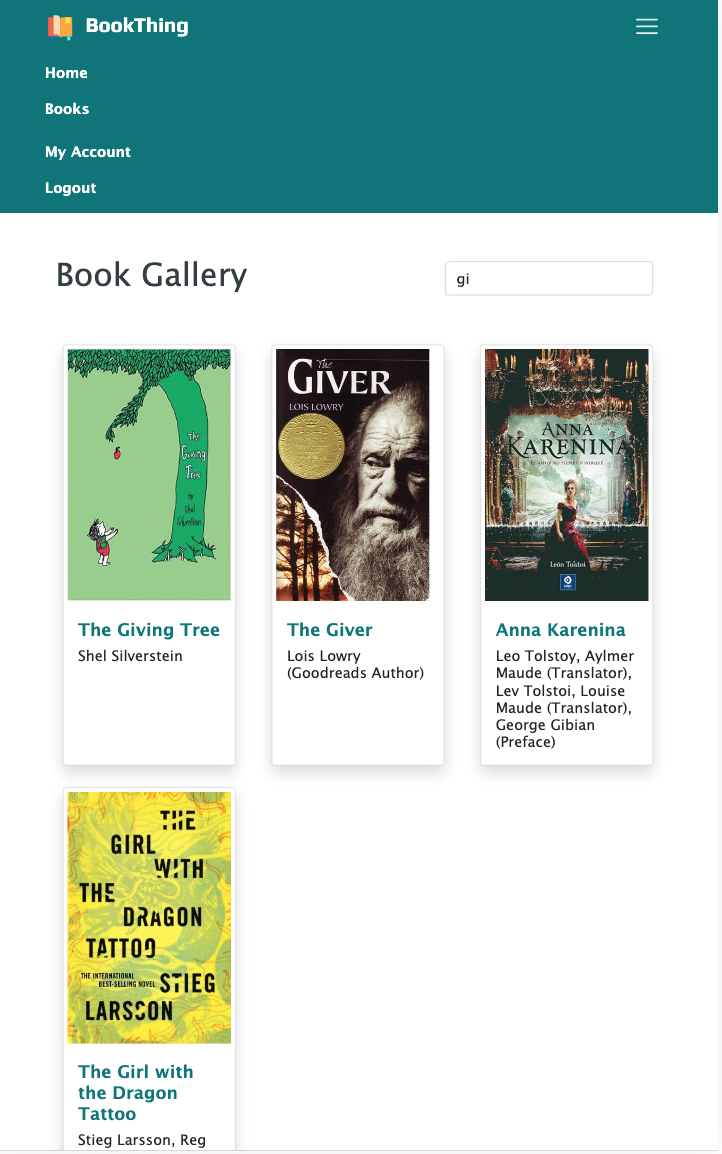 BookThing
Home
Books
My Account
Logout
Book Gallery
gi
The
Giving
Tree
by
Shel
Silverstein
The
GIVER
LOIS LOWRY
ANNA
KARENINA
León Tolstoi
The Giving Tree
Shel Silverstein
The Giver
Lois Lowry
(Goodreads Author)
Anna Karenina
Leo Tolstoy, Aylmer
Maude (Translator),
Lev Tolstoi, Louise
Maude (Translator),
George Gibian
(Preface)
THE
GIRL
WITH
THE
DRAGON
TATTOO
THE INTERNATIONAL
BEST-SELLING NOVEL
STIEG
LARSSON
The Girl with
the Dragon
Tattoo
Stieg Larsson, Reg